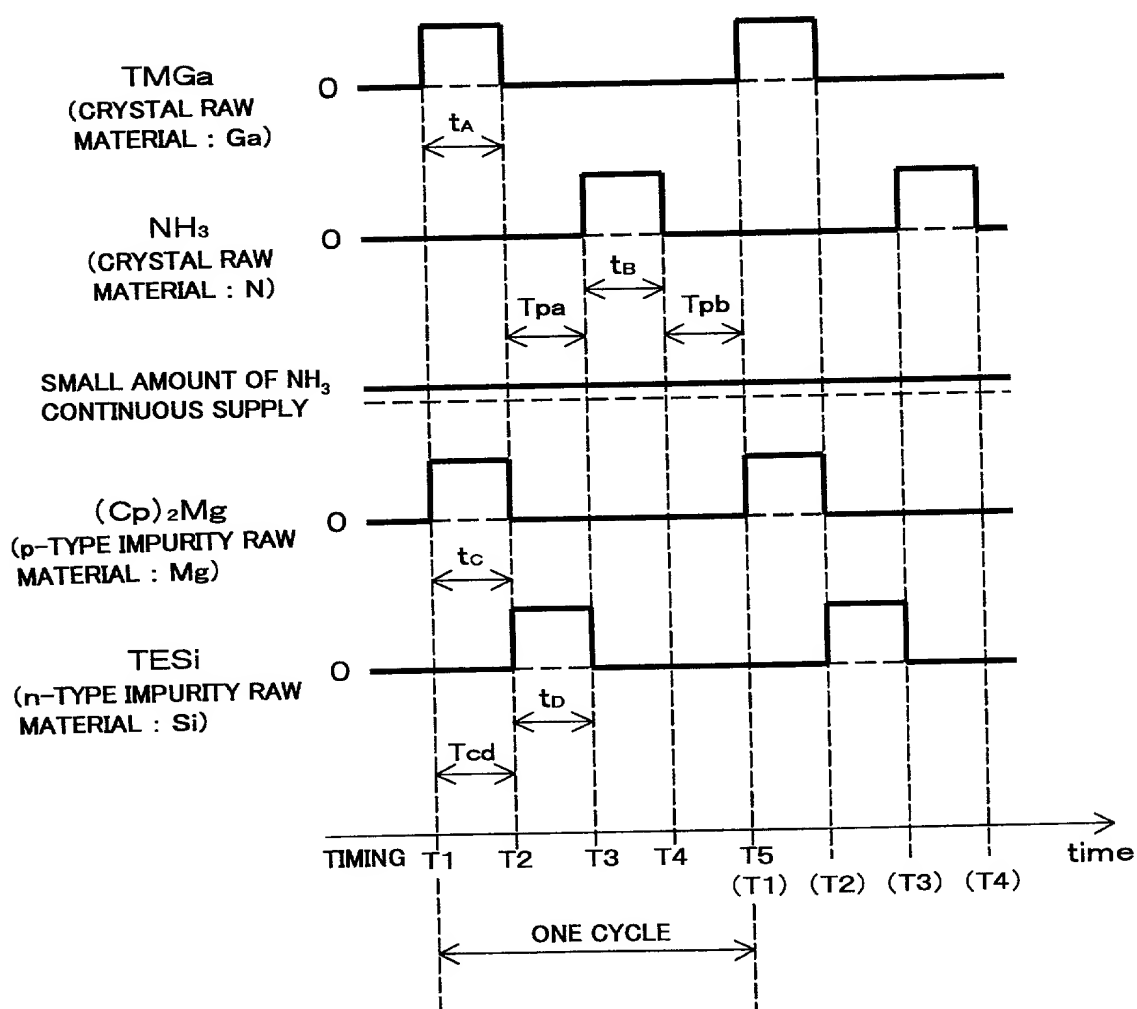 TMGa
(CRYSTAL RAW
MATERIAL : Ga)
0
tA
NH₃
(CRYSTAL RAW
MATERIAL : N)
0
tB
Tpa
Tpb
SMALL AMOUNT OF NH₃
CONTINUOUS SUPPLY
(Cp)₂Mg
(p-TYPE IMPURITY RAW
MATERIAL : Mg)
0
tC
TESi
(n-TYPE IMPURITY RAW
MATERIAL : Si)
0
tD
Tcd
TIMING T1 T2 T3 T4 T5 time
(T1) (T2) (T3) (T4)
ONE CYCLE